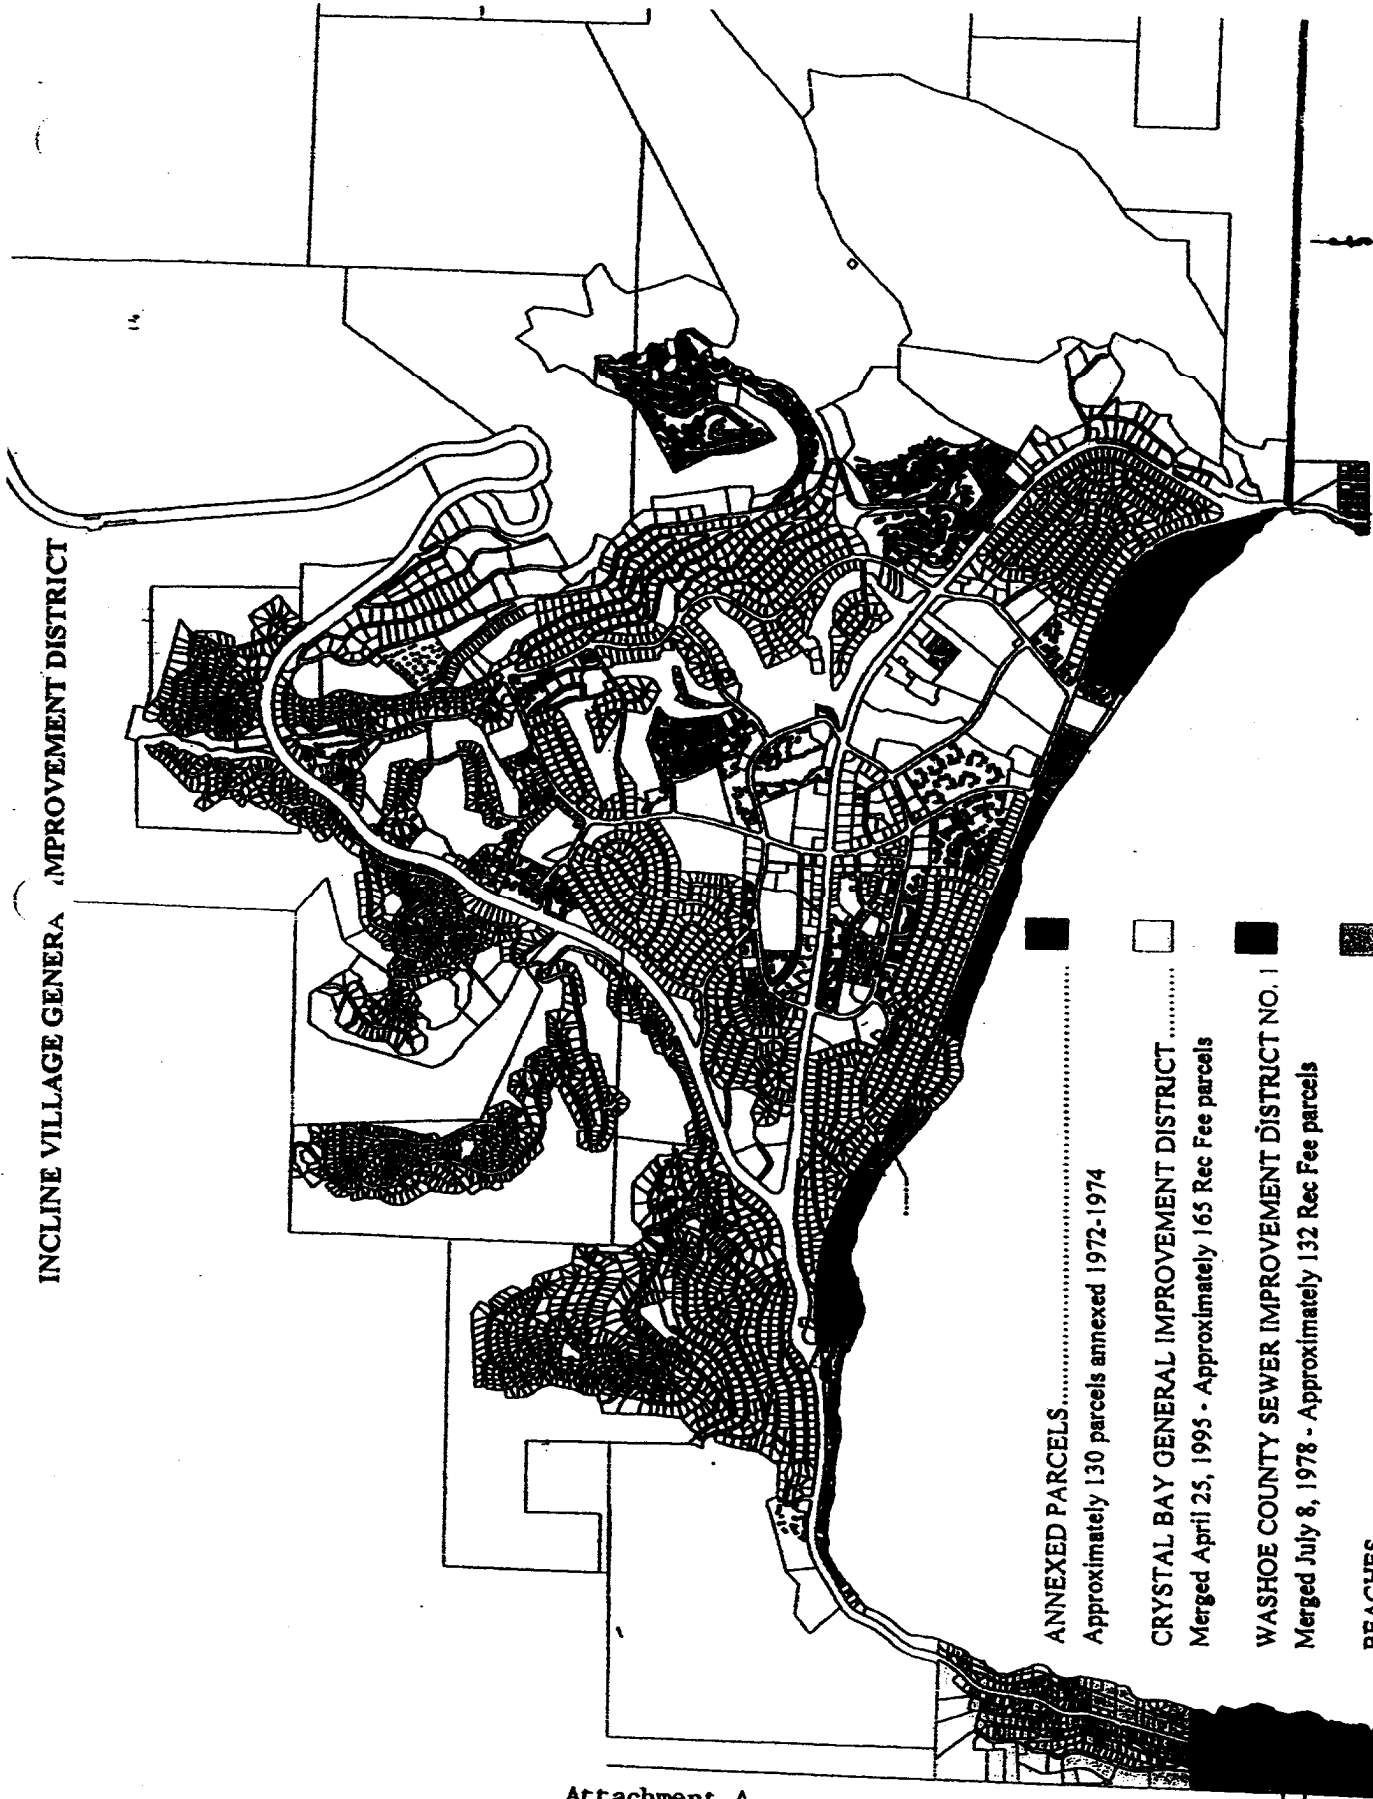 INCLINE VILLAGE GENERA IMPROVEMENT DISTRICT
ANNEXED PARCELS
Approximately 130 parcels annexed 1972-1974
CRYSTAL BAY GENERAL IMPROVEMENT DISTRICT
Merged April 25, 1995 - Approximately 165 Rec Fee parcels
WASHOE COUNTY SEWER IMPROVEMENT DISTRICT NO. 1
Merged July 8, 1978 - Approximately 132 Rec Fee parcels
BEACHES
Attachment A